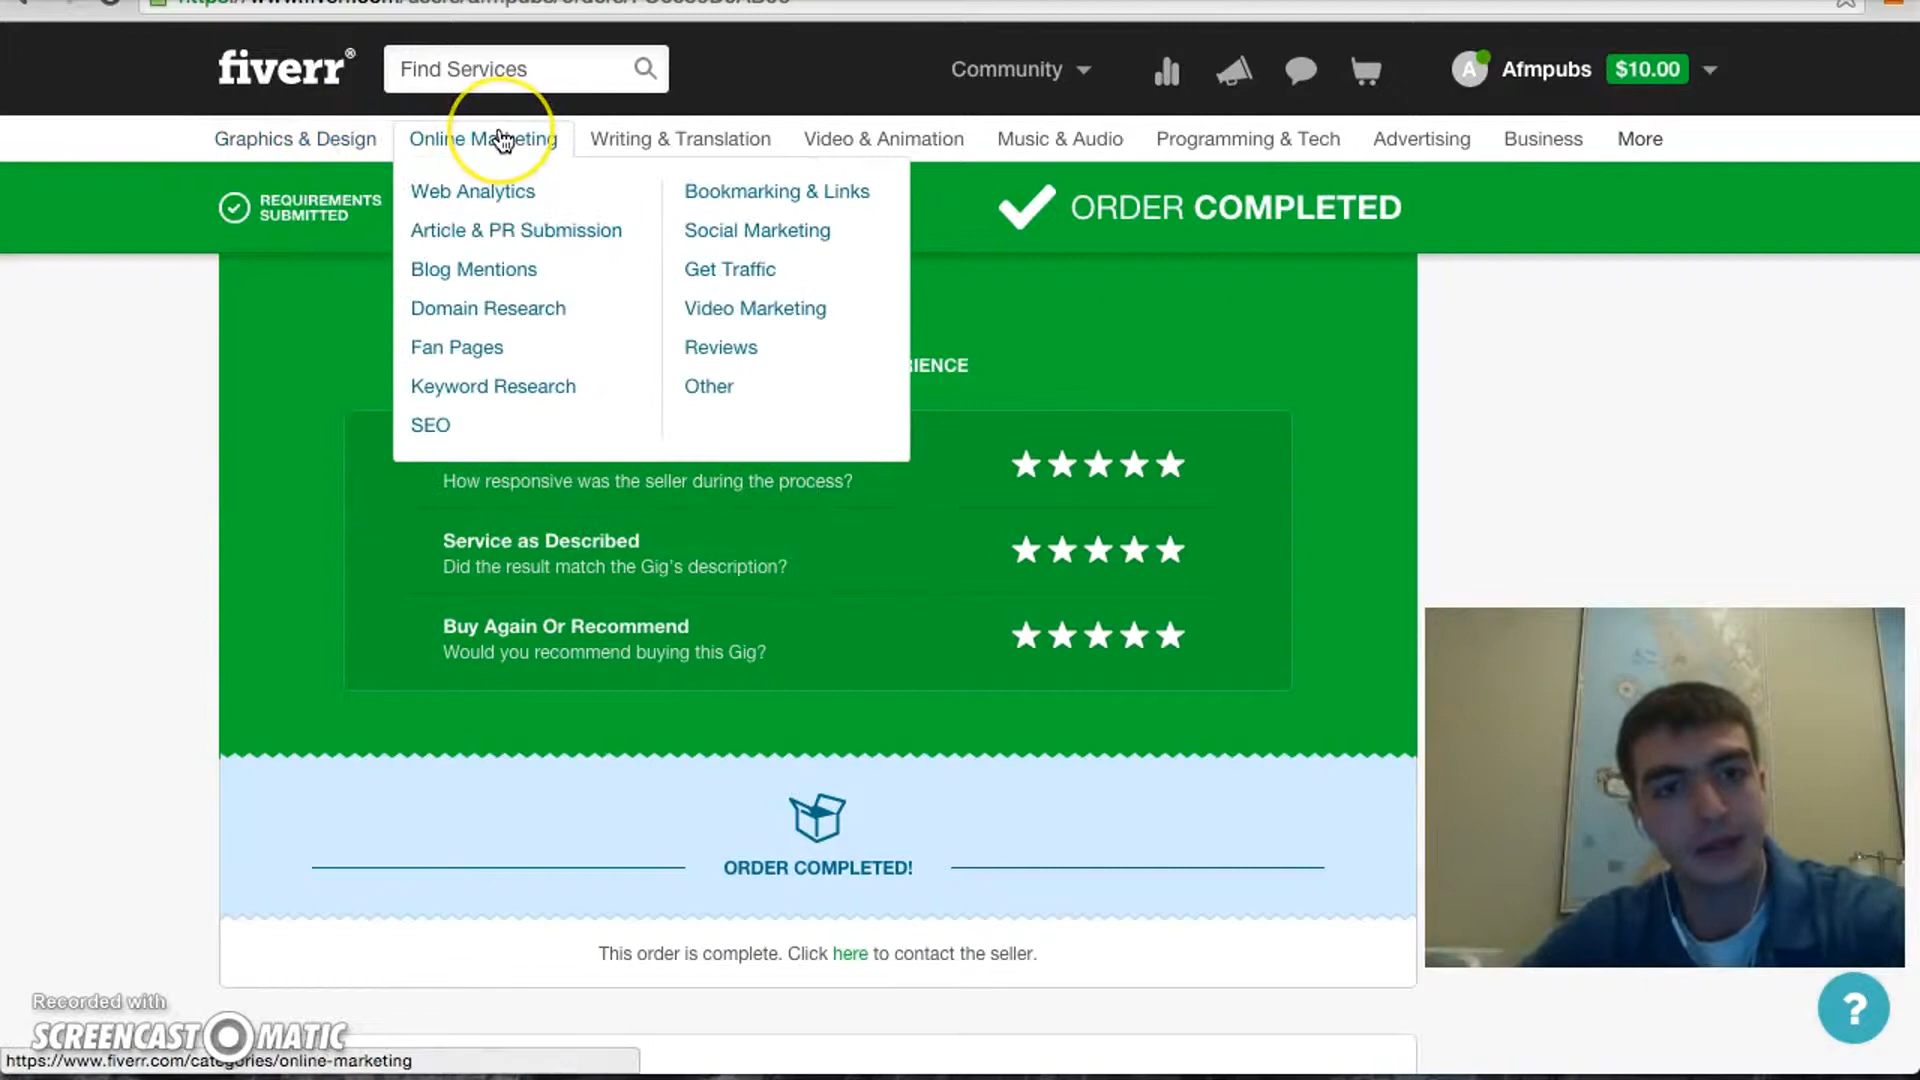 fiverr®
Find Services
Community
A
Afmpubs
$10.00
Graphics & Design
Online Marketing
Writing & Translation
Video & Animation
Music & Audio
Programming & Tech
Advertising
Business
More
REQUIREMENTS
SUBMITTED
ORDER COMPLETED
Web Analytics
Article & PR Submission
Blog Mentions
Domain Research
Fan Pages
Keyword Research
SEO
Bookmarking & Links
Social Marketing
Get Traffic
Video Marketing
Reviews
Other
How responsive was the seller during the process?
Service as Described
Did the result match the Gig's description?
Buy Again Or Recommend
Would you recommend buying this Gig?
ORDER COMPLETED!
This order is complete. Click here to contact the seller.
Recorded with
SCREENCAST MATIC
?
https://www.fiverr.com/categories/online-marketing